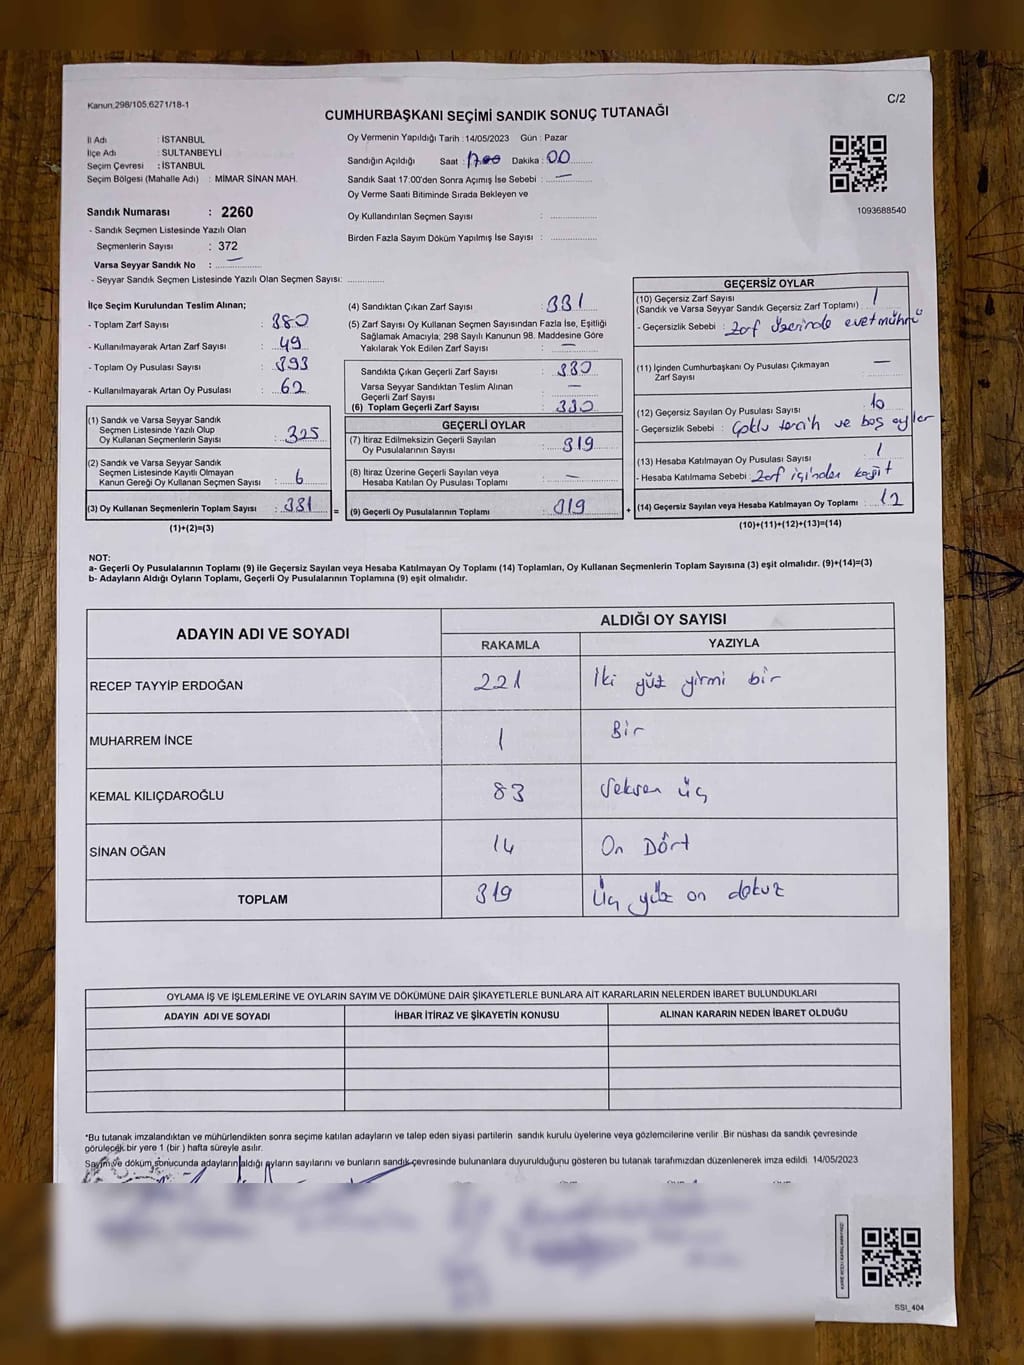 Kanun.298/105,6271/18-1
C/2
CUMHURBAŞKANI SEÇİMİ SANDIK SONUÇ TUTANAĞI
İl Adı : İSTANBUL
İlçe Adı : SULTANBEYLİ
Seçim Çevresi : İSTANBUL
Seçim Bölgesi (Mahalle Adı) : MİMAR SİNAN MAH.
Oy Vermenin Yapıldığı Tarih : 14/05/2023 Gün : Pazar
Sandığın Açıldığı Saat : 17.00 Dakika : 00
Sandık Saat 17:00'den Sonra Açımış İse Sebebi : —
Oy Verme Saati Bitiminde Sırada Bekleyen ve
Oy Kullandırılan Seçmen Sayısı :
Birden Fazla Sayım Döküm Yapılmış İse Sayısı :
1093688540
Sandık Numarası : 2260
- Sandık Seçmen Listesinde Yazılı Olan
Seçmenlerin Sayısı : 372
Varsa Seyyar Sandık No : —
- Seyyar Sandık Seçmen Listesinde Yazılı Olan Seçmen Sayısı:
İlçe Seçim Kurulundan Teslim Alınan;
- Toplam Zarf Sayısı : 380
- Kullanılmayarak Artan Zarf Sayısı : 49
- Toplam Oy Pusulası Sayısı : 393
- Kullanılmayarak Artan Oy Pusulası : 62
(1) Sandık ve Varsa Seyyar Sandık
Seçmen Listesinde Yazılı Olup
Oy Kullanan Seçmenlerin Sayısı : 325
(2) Sandık ve Varsa Seyyar Sandık
Seçmen Listesinde Kayıtlı Olmayan
Kanun Gereği Oy Kullanan Seçmen Sayısı : 6
(3) Oy Kullanan Seçmenlerin Toplam Sayısı : 331 =
(1)+(2)=(3)
(4) Sandıktan Çıkan Zarf Sayısı : 331
(5) Zarf Sayısı Oy Kullanan Seçmen Sayısından Fazla İse, Eşitliği
Sağlamak Amacıyla, 298 Sayılı Kanunun 98. Maddesine Göre
Yakılarak Yok Edilen Zarf Sayısı : —
Sandıkta Çıkan Geçerli Zarf Sayısı : 330
Varsa Seyyar Sandıktan Teslim Alınan
Geçerli Zarf Sayısı : —
(6) Toplam Geçerli Zarf Sayısı : 330
GEÇERLİ OYLAR
(7) İtiraz Edilmeksizin Geçerli Sayılan
Oy Pusulalarının Sayısı : 319
(8) İtiraz Üzerine Geçerli Sayılan veya
Hesaba Katılan Oy Pusulası Toplamı : —
(9) Geçerli Oy Pusulalarının Toplamı : 319 +
GEÇERSİZ OYLAR
(10) Geçersiz Zarf Sayısı
(Sandık ve Varsa Seyyar Sandık Geçersiz Zarf Toplamı) : 1
- Geçersizlik Sebebi : Zarf üzerinde evet mührü
(11) İçinden Cumhurbaşkanı Oy Pusulası Çıkmayan
Zarf Sayısı : —
(12) Geçersiz Sayılan Oy Pusulası Sayısı : 10
- Geçersizlik Sebebi : Çoklu tercih ve boş oylar
(13) Hesaba Katılmayan Oy Pusulası Sayısı : 1
- Hesaba Katılmama Sebebi : Zarf içinden kağıt
(14) Geçersiz Sayılan veya Hesaba Katılmayan Oy Toplamı : 12
(10)+(11)+(12)+(13)=(14)
NOT:
a- Geçerli Oy Pusulalarının Toplamı (9) ile Geçersiz Sayılan veya Hesaba Katılmayan Oy Toplamı (14) Toplamları, Oy Kullanan Seçmenlerin Toplam Sayısına (3) eşit olmalıdır. (9)+(14)=(3)
b- Adayların Aldığı Oyların Toplamı, Geçerli Oy Pusulalarının Toplamına (9) eşit olmalıdır.
ADAYIN ADI VE SOYADI ALDIĞI OY SAYISI
RAKAMLA YAZIYLA
RECEP TAYYİP ERDOĞAN 221 İki yüz yirmi bir
MUHARREM İNCE 1 Bir
KEMAL KILIÇDAROĞLU 83 Seksen üç
SİNAN OĞAN 14 On Dört
TOPLAM 319 Üç yüz on dokuz
OYLAMA İŞ VE İŞLEMLERİNE VE OYLARIN SAYIM VE DÖKÜMÜNE DAİR ŞİKAYETLERLE BUNLARA AİT KARARLARIN NELERDEN İBARET BULUNDUKLARI
ADAYIN ADI VE SOYADI İHBAR İTİRAZ VE ŞİKAYETİN KONUSU ALINAN KARARIN NEDEN İBARET OLDUĞU
*Bu tutanak imzalandıktan ve mühürlendikten sonra seçime katılan adayların ve talep eden siyasi partilerin sandık kurulu üyelerine veya gözlemcilerine verilir. Bir nüshası da sandık çevresinde
görülecek bir yere 1 (bir) hafta süreyle asılır.
Sayım ve döküm sonucunda adayların aldığı oyların sayılarını ve bunların sandık çevresinde bulunanlara duyurulduğunu gösteren bu tutanak tarafımızdan düzenlenerek imza edildi. 14/05/2023
SSI_404